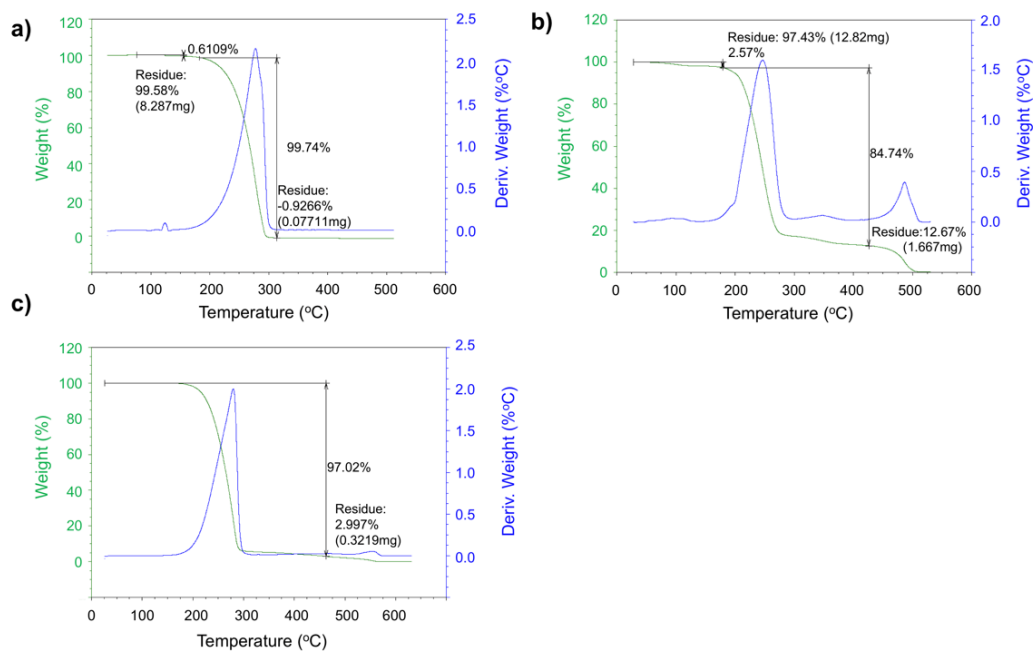 a)
120
100
80
60
40
20
0
Weight (%)
2.5
2.0
1.5
1.0
0.5
0.0
Deriv. Weight (%ºC)
0.6109%
Residue:
99.58%
(8.287mg)
99.74%
Residue:
-0.9266%
(0.07711mg)
0 100 200 300 400 500 600
Temperature (ºC)
b)
120
100
80
60
40
20
0
Weight (%)
2.0
1.5
1.0
0.5
0.0
Deriv. Weight (%ºC)
Residue: 97.43% (12.82mg)
2.57%
84.74%
Residue:12.67%
(1.667mg)
0 100 200 300 400 500 600
Temperature (ºC)
c)
120
100
80
60
40
20
0
Weight (%)
2.5
2.0
1.5
1.0
0.5
0.0
Deriv. Weight (%ºC)
97.02%
Residue:
2.997%
(0.3219mg)
0 100 200 300 400 500 600
Temperature (ºC)